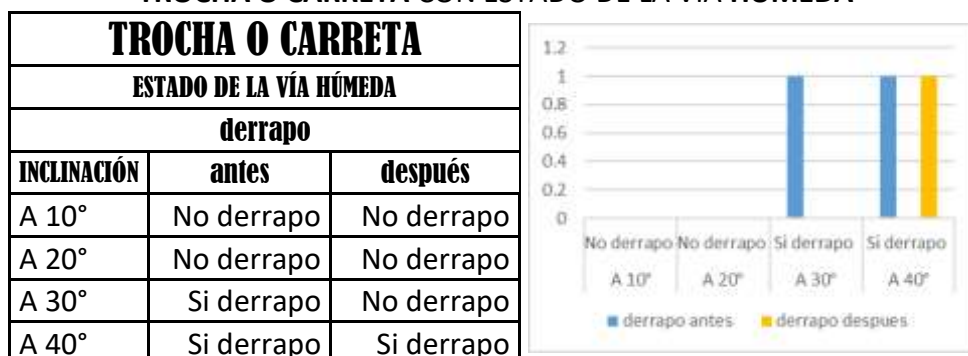 TROCHA O CARRETA CON ESTADO DE LA VÍA HÚMEDA
TROCHA O CARRETA
ESTADO DE LA VÍA HÚMEDA
derrapo
INCLINACIÓN antes después
A 10° No derrapo No derrapo
A 20° No derrapo No derrapo
A 30° Si derrapo No derrapo
A 40° Si derrapo Si derrapo
1.2
1
0.8
0.6
0.4
0.2
0
No derrapo No derrapo Si derrapo Si derrapo
A 10° A 20° A 30° A 40°
derrapo antes derrapo despues